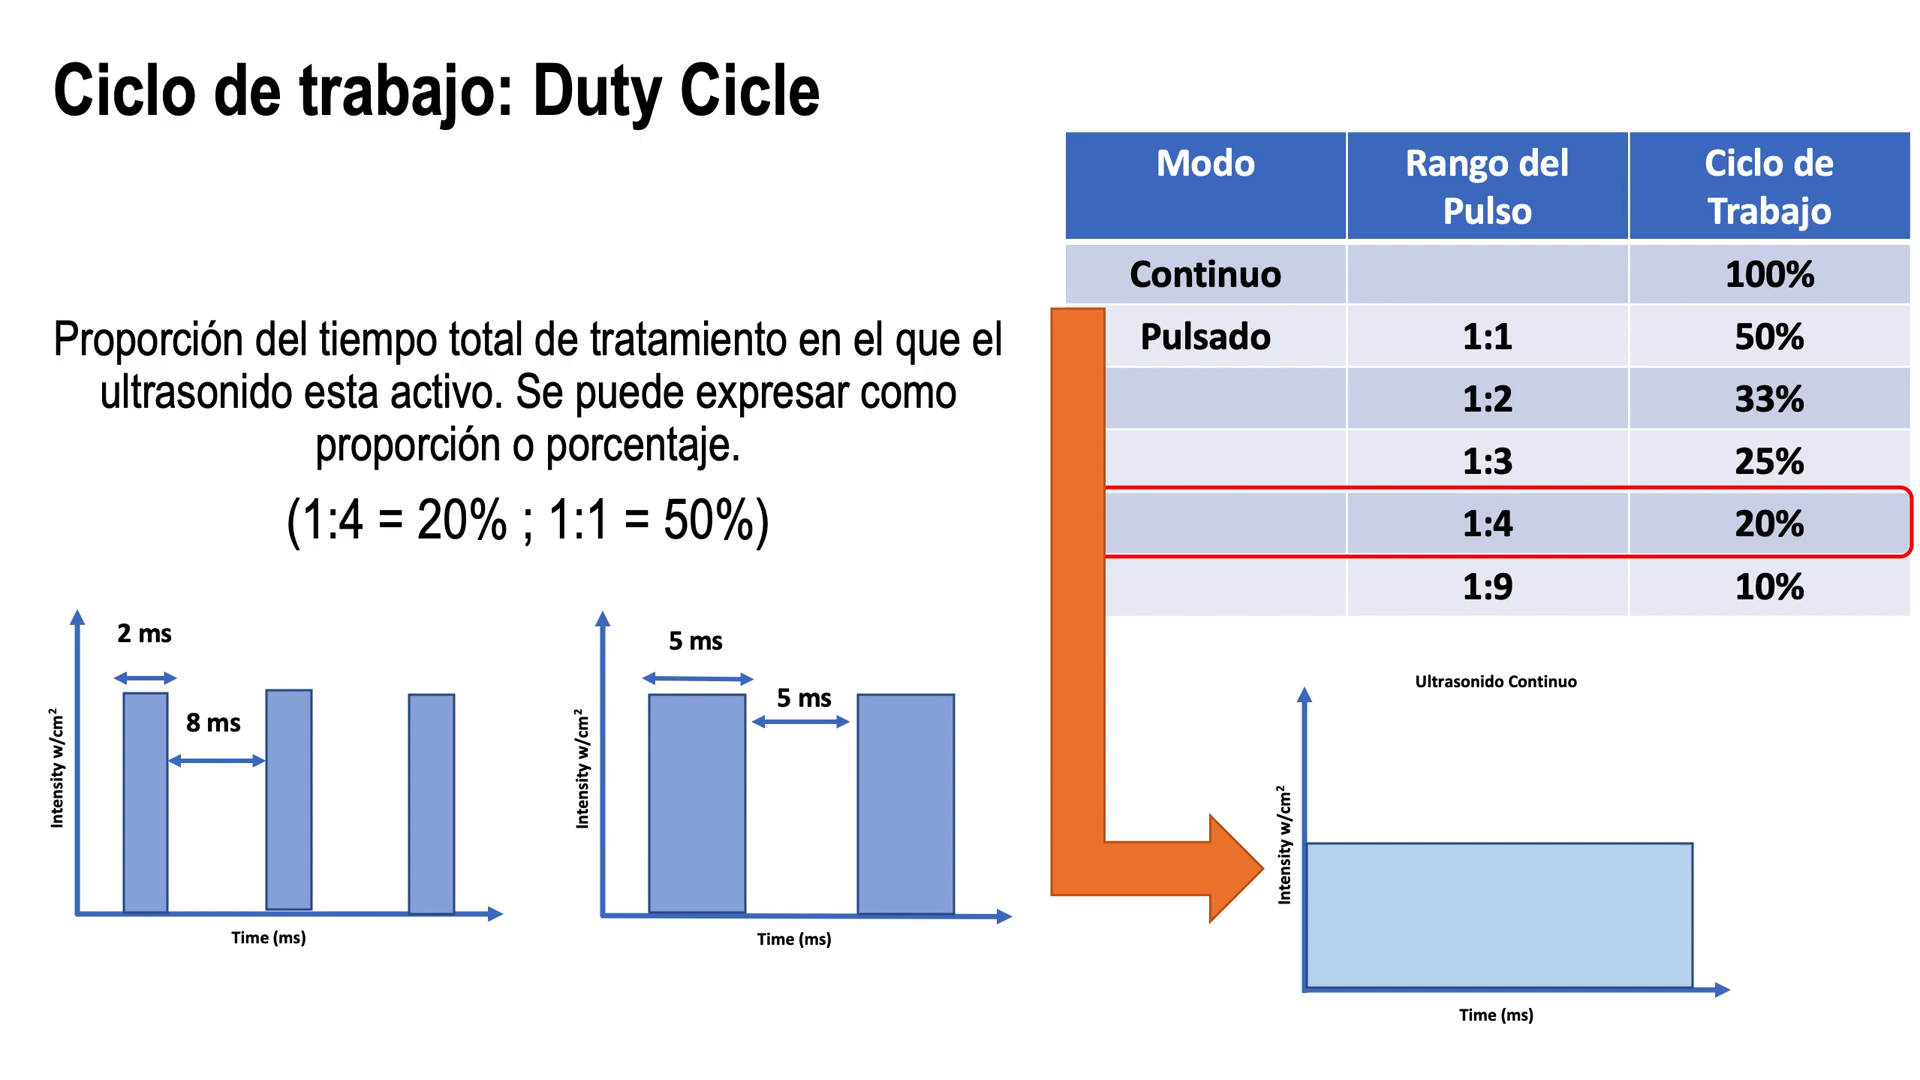 Ciclo de trabajo: Duty Cicle
Proporción del tiempo total de tratamiento en el que el
ultrasonido esta activo. Se puede expresar como
proporción o porcentaje.
(1:4 = 20% ; 1:1 = 50%)
Modo Rango del Pulso Ciclo de Trabajo
Continuo 100%
Pulsado 1:1 50%
1:2 33%
1:3 25%
1:4 20%
1:9 10%
2 ms
8 ms
Intensity w/cm²
Time (ms)
5 ms
5 ms
Intensity w/cm²
Time (ms)
Ultrasonido Continuo
Intensity w/cm²
Time (ms)